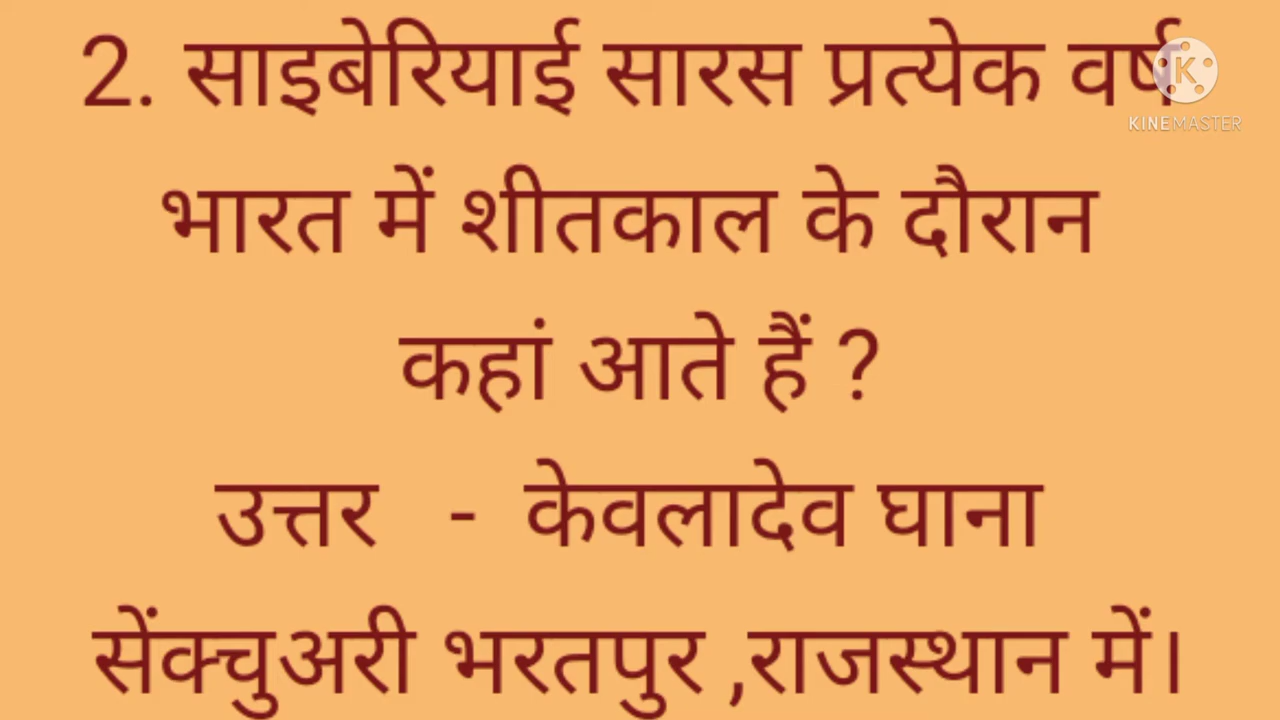 2. साइबेरियाई सारस प्रत्येक वर्ष
KINEMASTER
भारत में शीतकाल के दौरान
कहां आते हैं ?
उत्तर - केवलादेव घाना
सेंक्चुअरी भरतपुर ,राजस्थान में।